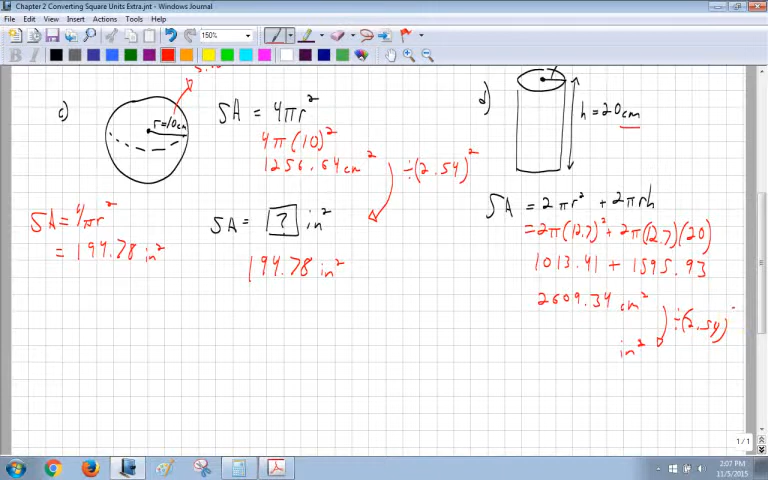 Chapter 2 Converting Square Units Extra.jnt - Windows Journal
File Edit View Insert Actions Tools Help
150%
c)
r=10cm
SA = 4πr²
4π(10)²
1256.64 cm²
÷(2.54)²
SA = ? in²
194.78 in²
SA = 4πr²
= 194.78 in²
d)
h = 20cm
SA = 2πr² + 2πrh
= 2π(12.7)² + 2π(12.7)(20)
1013.41 + 1595.93
2609.34 cm²
÷(2.54)
in²
1 / 1
2:07 PM
11/5/2015